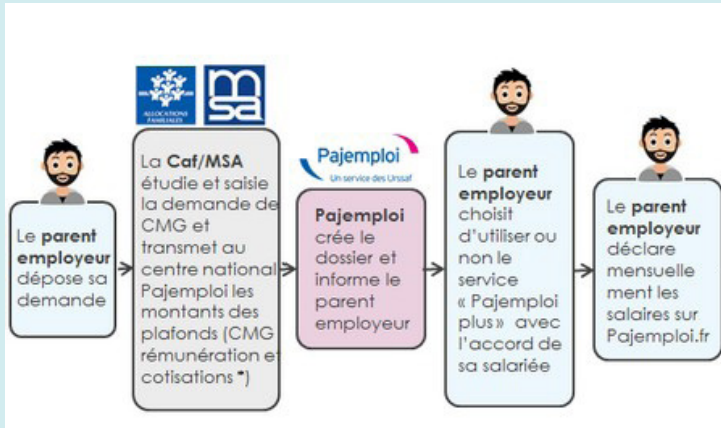 Le parent
employeur
dépose sa
demande
ALLOCATIONS
FAMILIALES
msa
La Caf/MSA
étudie et saisie
la demande de
CMG et
transmet au
centre national
Pajemploi les
montants des
plafonds (CMG
rémunération et
cotisations *)
Pajemploi
Un service des Urssaf
Pajemploi
crée le
dossier et
informe le
parent
employeur
Le parent
employeur
choisit
d'utiliser ou
non le
service
« Pajemploi
plus » avec
l'accord de
sa salariée
Le parent
employeur
déclare
mensuelle
ment les
salaires sur
Pajemploi.fr